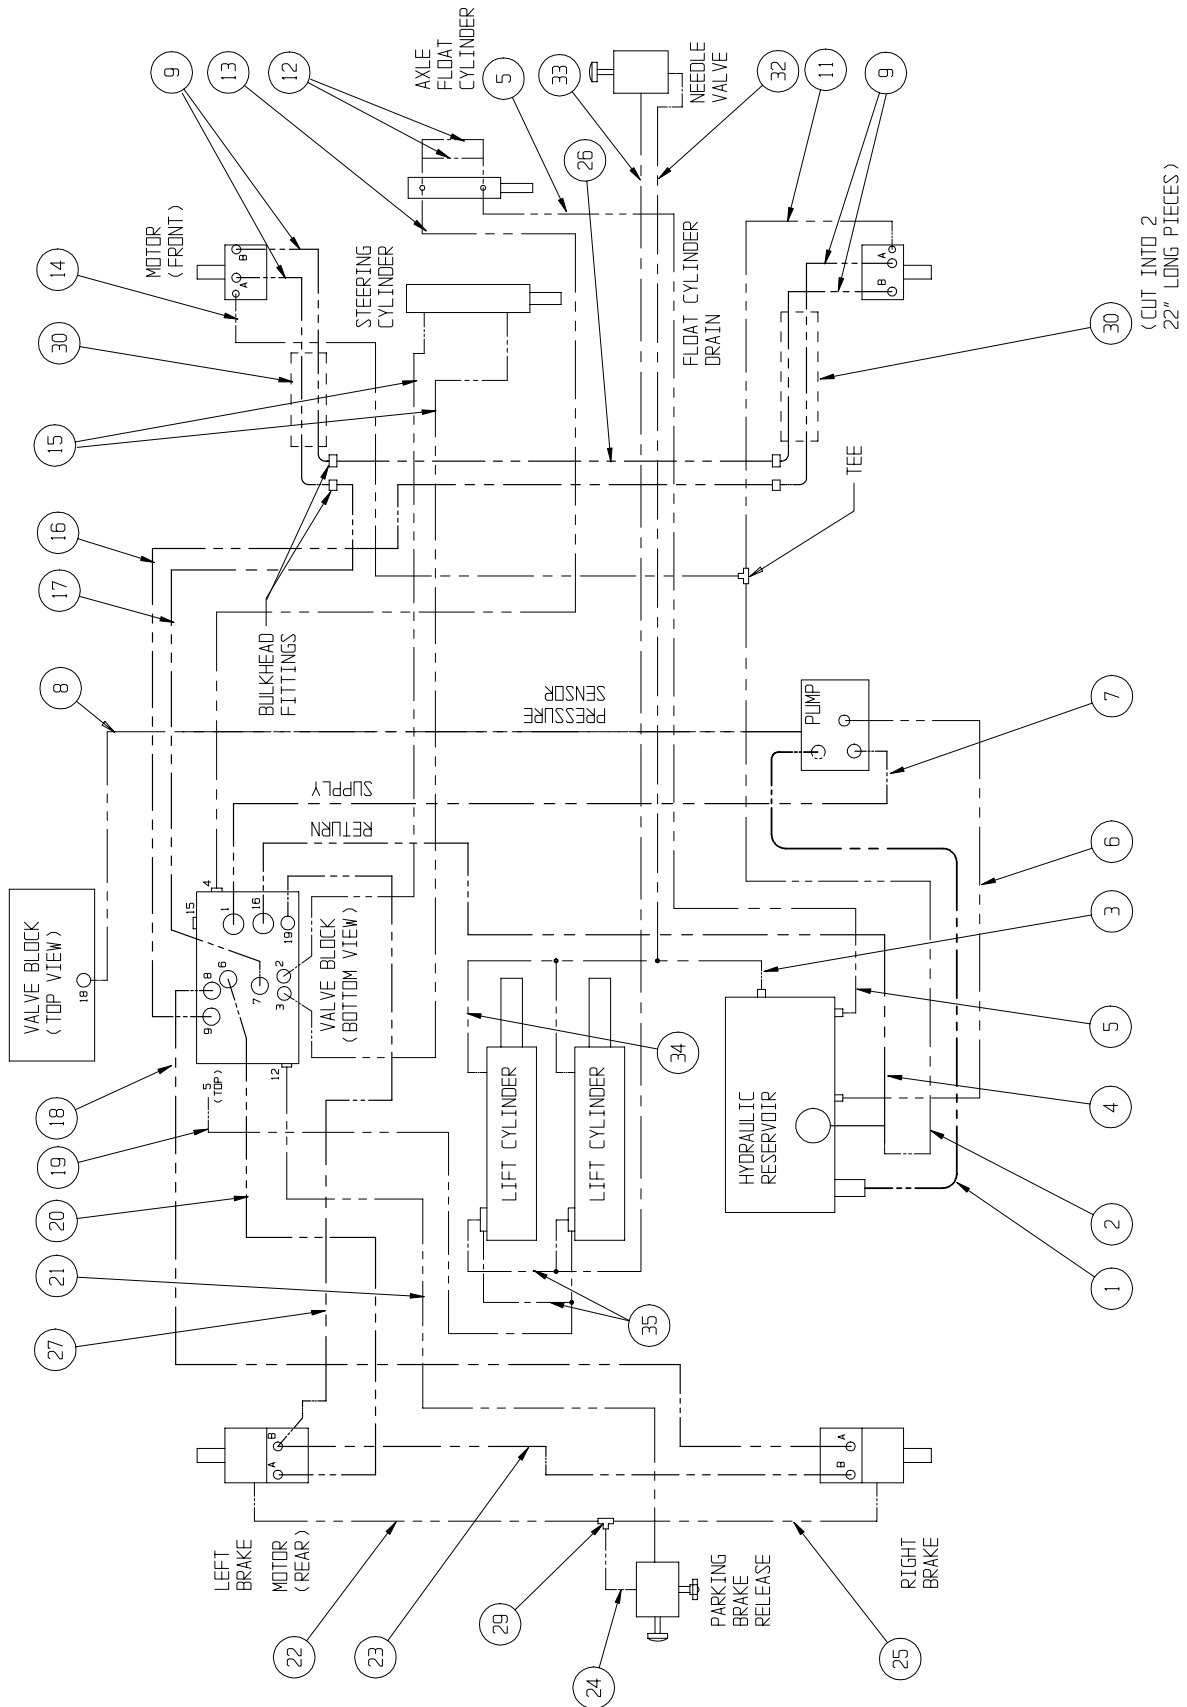 VALVE BLOCK
(TOP VIEW)
18
8
9
13
12
AXLE
FLOAT
CYLINDER
5
33
NEEDLE
VALVE
32
11
9
14
MOTOR
(FRONT)
B
A
30
STEERING
CYLINDER
26
FLOAT CYLINDER
DRAIN
A
B
30
(CUT INTO 2
22" LONG PIECES)
15
16
17
BULKHEAD
FITTINGS
TEE
PRESSURE
SENSOR
SUPPLY
RETURN
PUMP
7
6
4
15
1
16
19
8
6
9
7
2
3
12
VALVE BLOCK
(BOTTOM VIEW)
5
(TOP)
18
19
20
21
27
34
LIFT CYLINDER
LIFT CYLINDER
35
HYDRAULIC
RESERVOIR
3
5
4
2
1
LEFT
BRAKE
MOTOR
(REAR)
B
A
22
23
29
24
PARKING
BRAKE
RELEASE
A
B
25
RIGHT
BRAKE